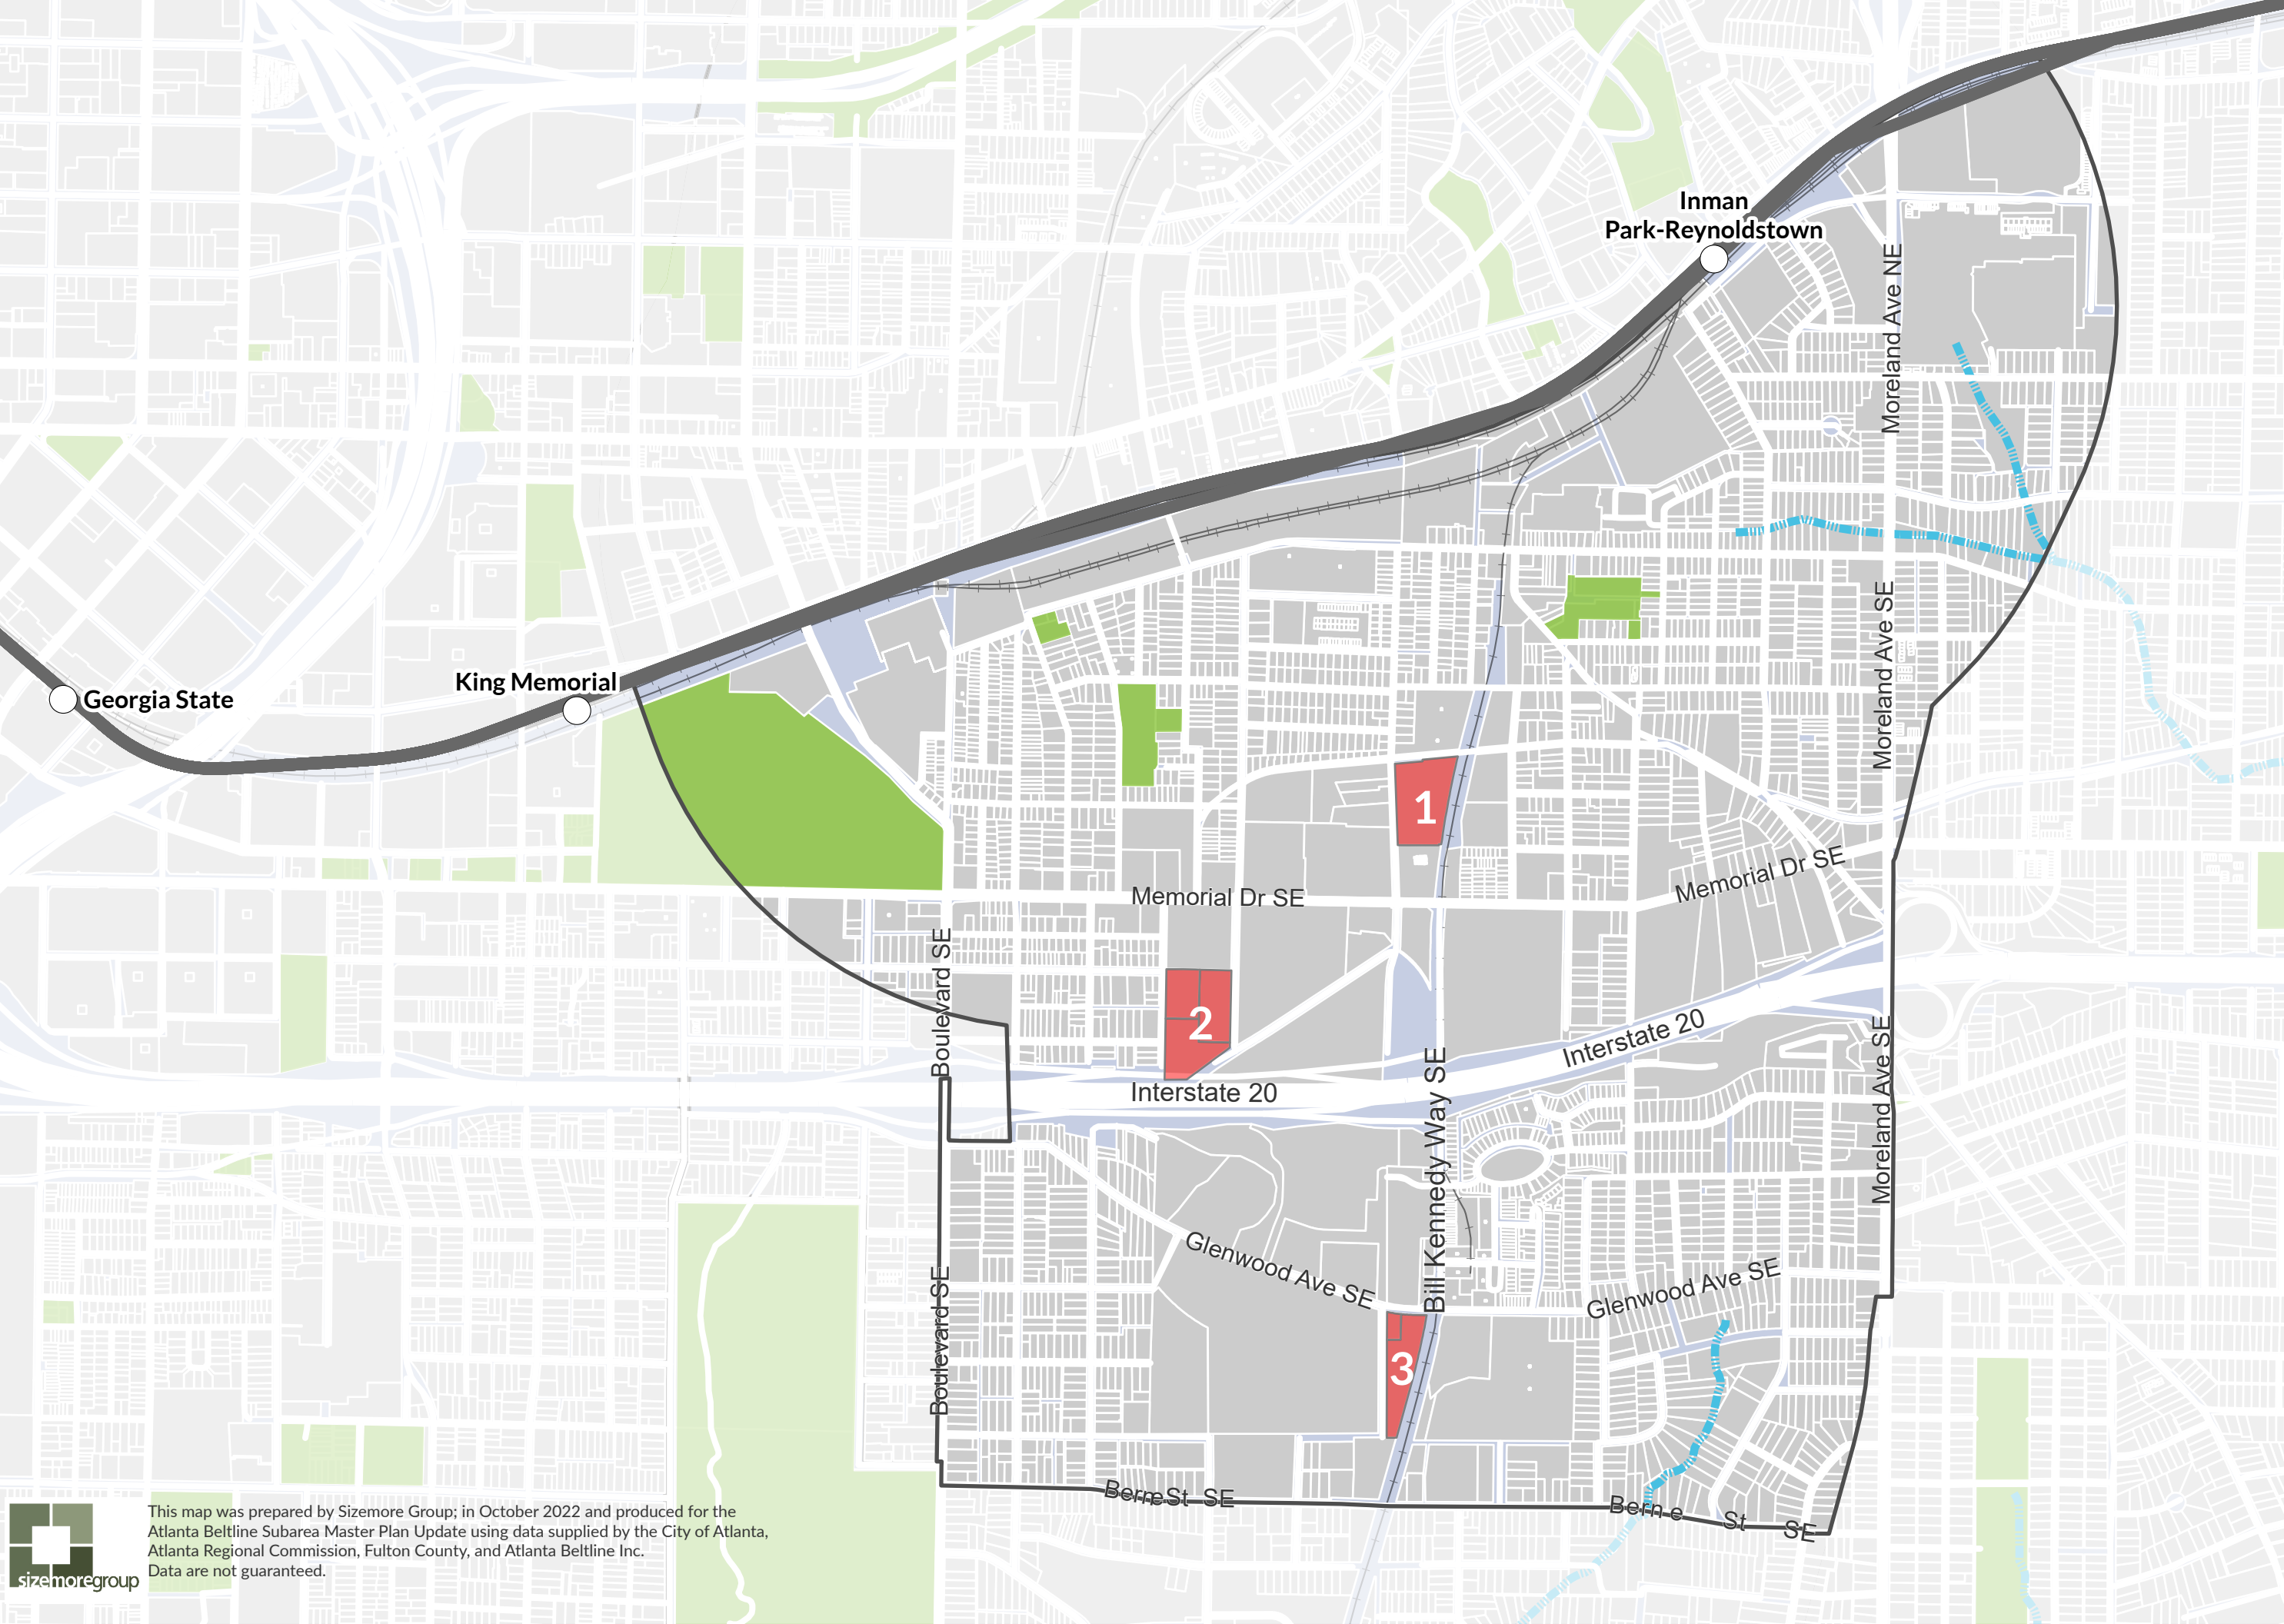 Inman
Park-Reynoldstown
Moreland Ave NE
Georgia State
King Memorial
Moreland Ave SE
1
Memorial Dr SE
Memorial Dr SE
Boulevard SE
2
Interstate 20
Interstate 20
Bill Kennedy Way SE
Moreland Ave SE
Glenwood Ave SE
Glenwood Ave SE
Boulevard SE
3
Berne St SE
Berne St SE
This map was prepared by Sizemore Group; in October 2022 and produced for the
Atlanta Beltline Subarea Master Plan Update using data supplied by the City of Atlanta,
Atlanta Regional Commission, Fulton County, and Atlanta Beltline Inc.
Data are not guaranteed.
sizemoregroup